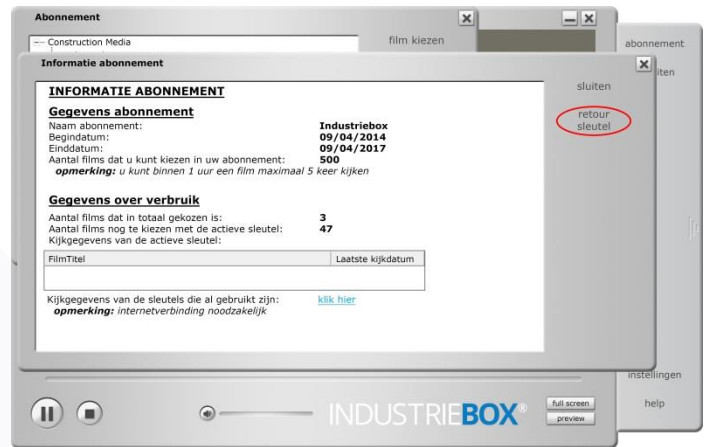 Abonnement
Construction Media
film kiezen
abonnement
Informatie abonnement
sluiten
retour
sleutel
INFORMATIE ABONNEMENT
Gegevens abonnement
Naam abonnement: Industriebox
Begindatum: 09/04/2014
Einddatum: 09/04/2017
Aantal films dat u kunt kiezen in uw abonnement: 500
opmerking: u kunt binnen 1 uur een film maximaal 5 keer kijken
Gegevens over verbruik
Aantal films dat in totaal gekozen is: 3
Aantal films nog te kiezen met de actieve sleutel: 47
Kijkgegevens van de actieve sleutel:
FilmTitel Laatste kijkdatum
Kijkgegevens van de sleutels die al gebruikt zijn: klik hier
opmerking: internetverbinding noodzakelijk
instellingen
help
INDUSTRIEBOX®
full screen
preview